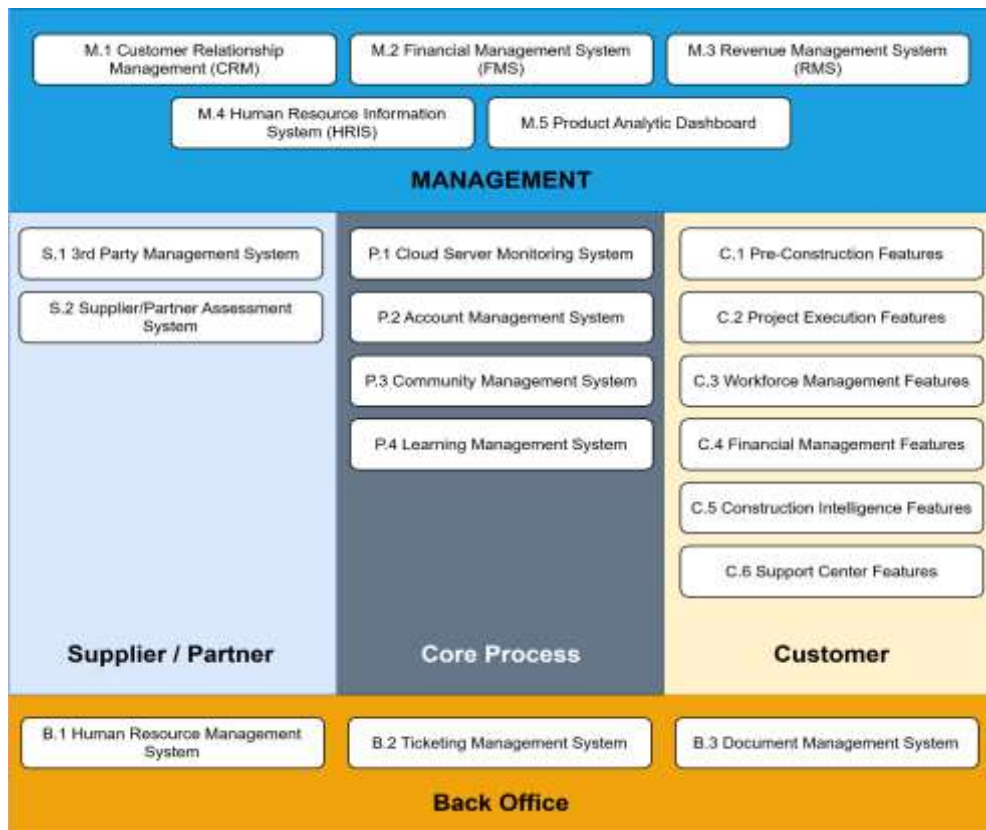 M.1 Customer Relationship
Management (CRM)
M.2 Financial Management System
(FMS)
M.3 Revenue Management System
(RMS)
M.4 Human Resource Information
System (HRIS)
M.5 Product Analytic Dashboard
MANAGEMENT
S.1 3rd Party Management System
S.2 Supplier/Partner Assessment
System
Supplier / Partner
P.1 Cloud Server Monitoring System
P.2 Account Management System
P.3 Community Management System
P.4 Learning Management System
Core Process
C.1 Pre-Construction Features
C.2 Project Execution Features
C.3 Workforce Management Features
C.4 Financial Management Features
C.5 Construction Intelligence Features
C.6 Support Center Features
Customer
B.1 Human Resource Management
System
B.2 Ticketing Management System
B.3 Document Management System
Back Office